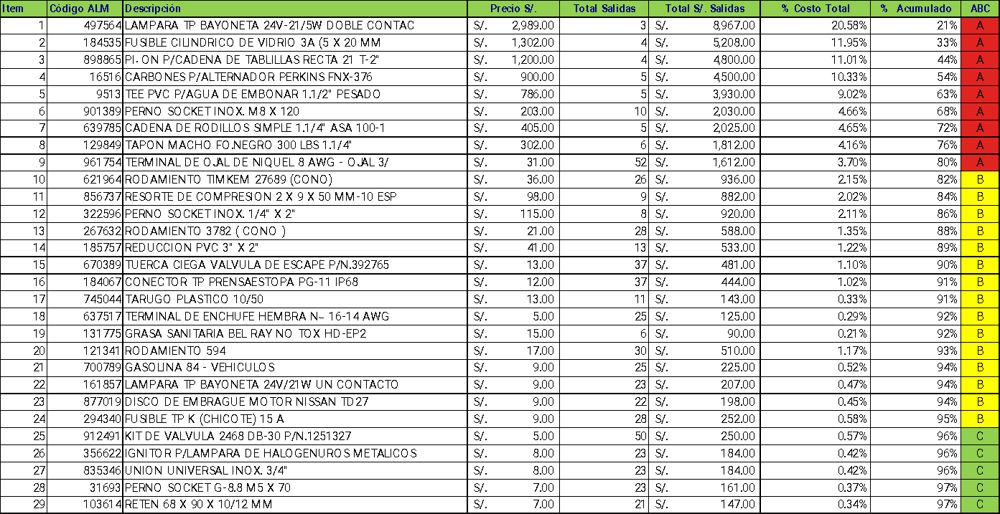 Item Código ALM Descripción Precio S/. Total Salidas Total S/. Salidas % Costo Total % Acumulado ABC
1 497564 LAMPARA TP BAYONETA 24V-21/5W DOBLE CONTAC S/. 2,989.00 3 S/. 8,967.00 20.58% 21% A
2 184535 FUSIBLE CILINDRICO DE VIDRIO 3A (5 X 20 MM S/. 1,302.00 4 S/. 5,208.00 11.95% 33% A
3 898865 PI·ON P/CADENA DE TABLILLAS RECTA 21 T-2" S/. 1,200.00 4 S/. 4,800.00 11.01% 44% A
4 16516 CARBONES P/ALTERNADOR PERKINS FNX-376 S/. 900.00 5 S/. 4,500.00 10.33% 54% A
5 9513 TEE PVC P/AGUA DE EMBONAR 1.1/2" PESADO S/. 786.00 5 S/. 3,930.00 9.02% 63% A
6 901389 PERNO SOCKET INOX. M8 X 120 S/. 203.00 10 S/. 2,030.00 4.66% 68% A
7 639785 CADENA DE RODILLOS SIMPLE 1.1/4" ASA 100-1 S/. 405.00 5 S/. 2,025.00 4.65% 72% A
8 129849 TAPON MACHO FO.NEGRO 300 LBS 1.1/4" S/. 302.00 6 S/. 1,812.00 4.16% 76% A
9 961754 TERMINAL DE OJAL DE NIQUEL 8 AWG - OJAL 3/ S/. 31.00 52 S/. 1,612.00 3.70% 80% A
10 621964 RODAMIENTO TIMKEM 27689 (CONO) S/. 36.00 26 S/. 936.00 2.15% 82% B
11 856737 RESORTE DE COMPRESION 2 X 9 X 50 MM-10 ESP S/. 98.00 9 S/. 882.00 2.02% 84% B
12 322596 PERNO SOCKET INOX. 1/4" X 2" S/. 115.00 8 S/. 920.00 2.11% 86% B
13 267632 RODAMIENTO 3782 ( CONO ) S/. 21.00 28 S/. 588.00 1.35% 88% B
14 185757 REDUCCION PVC 3" X 2" S/. 41.00 13 S/. 533.00 1.22% 89% B
15 670389 TUERCA CIEGA VALVULA DE ESCAPE P/N.392765 S/. 13.00 37 S/. 481.00 1.10% 90% B
16 184067 CONECTOR TP PRENSAESTOPA PG-11 IP68 S/. 12.00 37 S/. 444.00 1.02% 91% B
17 745044 TARUGO PLASTICO 10/50 S/. 13.00 11 S/. 143.00 0.33% 91% B
18 637517 TERMINAL DE ENCHUFE HEMBRA N– 16-14 AWG S/. 5.00 25 S/. 125.00 0.29% 92% B
19 131775 GRASA SANITARIA BEL RAY NO TOX HD-EP2 S/. 15.00 6 S/. 90.00 0.21% 92% B
20 121341 RODAMIENTO 594 S/. 17.00 30 S/. 510.00 1.17% 93% B
21 700789 GASOLINA 84 - VEHICULOS S/. 9.00 25 S/. 225.00 0.52% 94% B
22 161857 LAMPARA TP BAYONETA 24V/21W UN CONTACTO S/. 9.00 23 S/. 207.00 0.47% 94% B
23 877019 DISCO DE EMBRAGUE MOTOR NISSAN TD27 S/. 9.00 22 S/. 198.00 0.45% 94% B
24 294340 FUSIBLE TP K (CHICOTE) 15 A S/. 9.00 28 S/. 252.00 0.58% 95% B
25 912491 KIT DE VALVULA 2468 DB-30 P/N.1251327 S/. 5.00 50 S/. 250.00 0.57% 96% C
26 356622 IGNITOR P/LAMPARA DE HALOGENUROS METALICOS S/. 8.00 23 S/. 184.00 0.42% 96% C
27 835346 UNION UNIVERSAL INOX. 3/4" S/. 8.00 23 S/. 184.00 0.42% 96% C
28 31693 PERNO SOCKET G-8.8 M5 X 70 S/. 7.00 23 S/. 161.00 0.37% 97% C
29 103614 RETEN 68 X 90 X 10/12 MM S/. 7.00 21 S/. 147.00 0.34% 97% C